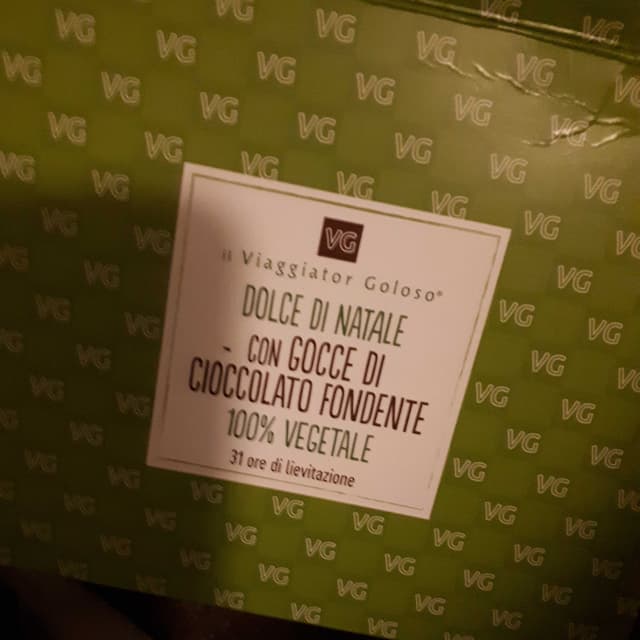 VG
il Viaggiator Goloso®
DOLCE DI NATALE
- CON GOCCE DI
CIOCCOLATO FONDENTE
100% VEGETALE
31 ore di lievitazione